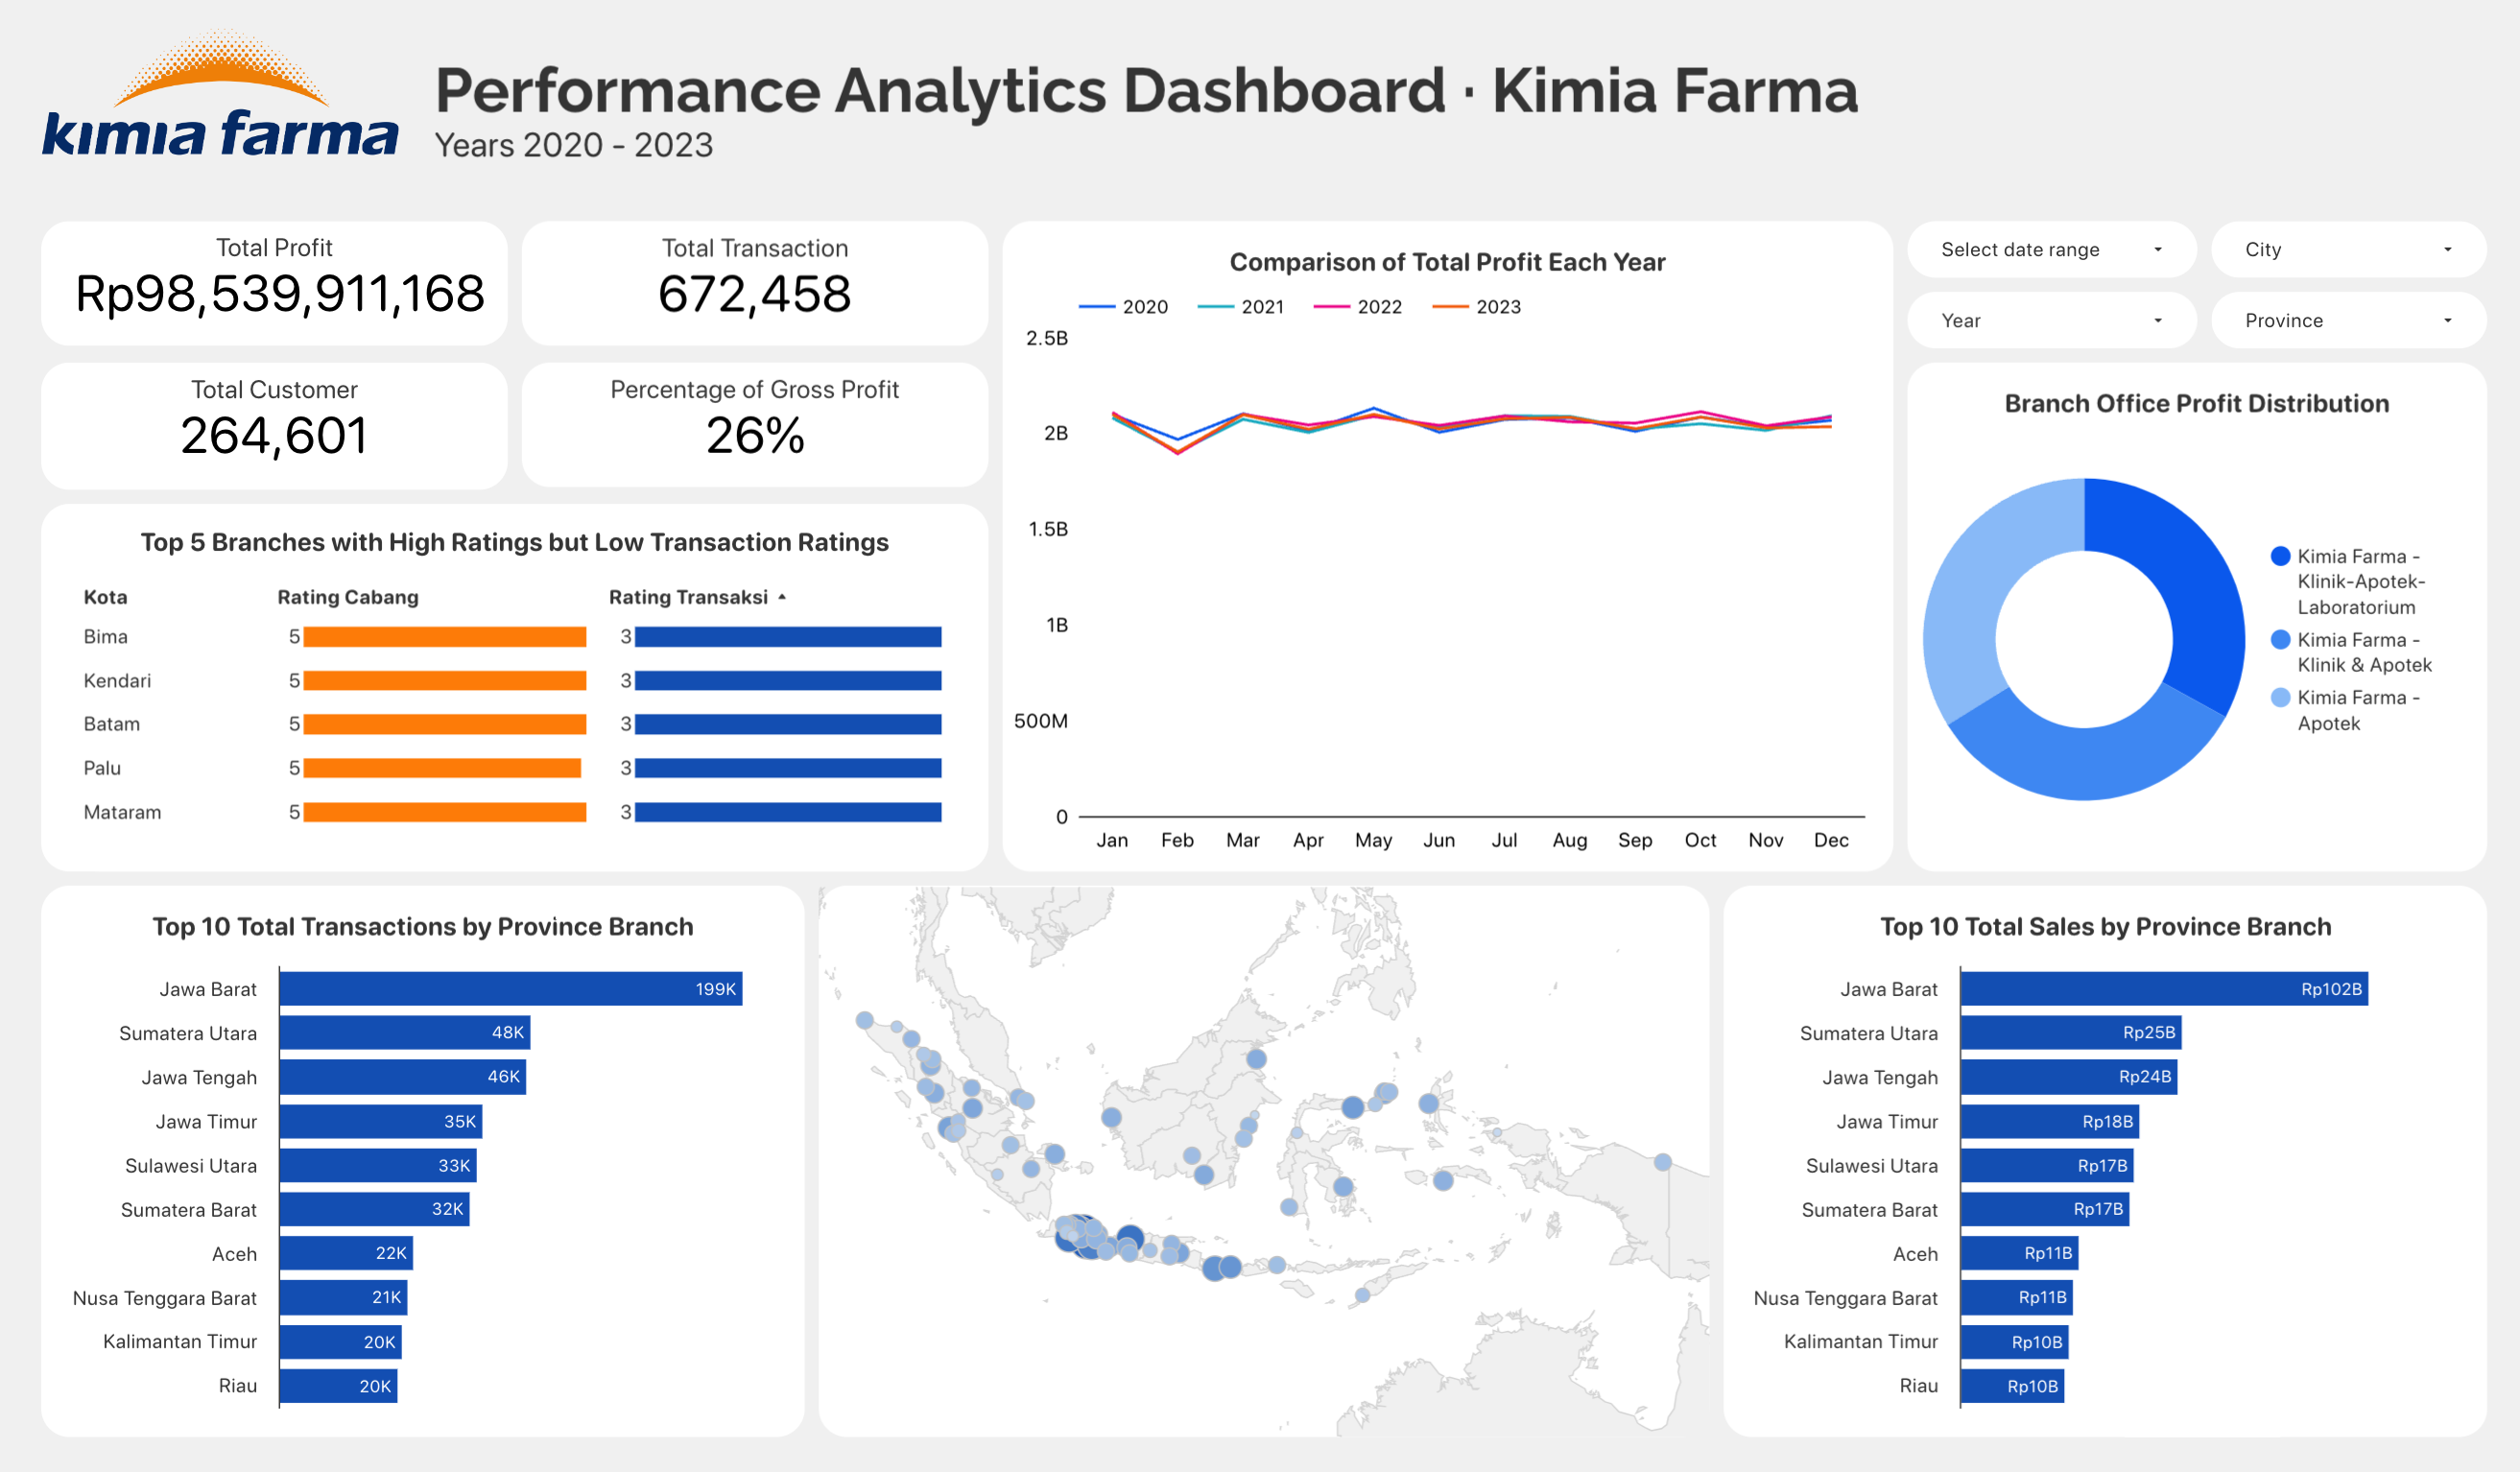 kimia farma
Performance Analytics Dashboard · Kimia Farma
Years 2020 - 2023
Total Profit
Rp98,539,911,168
Total Transaction
672,458
Total Customer
264,601
Percentage of Gross Profit
26%
Top 5 Branches with High Ratings but Low Transaction Ratings
Kota Rating Cabang Rating Transaksi
Bima 5 3
Kendari 5 3
Batam 5 3
Palu 5 3
Mataram 5 3
Comparison of Total Profit Each Year
2020 2021 2022 2023
2.5B
2B
1.5B
1B
500M
0
Jan Feb Mar Apr May Jun Jul Aug Sep Oct Nov Dec
Select date range
City
Year
Province
Branch Office Profit Distribution
Kimia Farma -
Klinik-Apotek-
Laboratorium
Kimia Farma -
Klinik & Apotek
Kimia Farma -
Apotek
Top 10 Total Transactions by Province Branch
Jawa Barat 199K
Sumatera Utara 48K
Jawa Tengah 46K
Jawa Timur 35K
Sulawesi Utara 33K
Sumatera Barat 32K
Aceh 22K
Nusa Tenggara Barat 21K
Kalimantan Timur 20K
Riau 20K
Top 10 Total Sales by Province Branch
Jawa Barat Rp102B
Sumatera Utara Rp25B
Jawa Tengah Rp24B
Jawa Timur Rp18B
Sulawesi Utara Rp17B
Sumatera Barat Rp17B
Aceh Rp11B
Nusa Tenggara Barat Rp11B
Kalimantan Timur Rp10B
Riau Rp10B